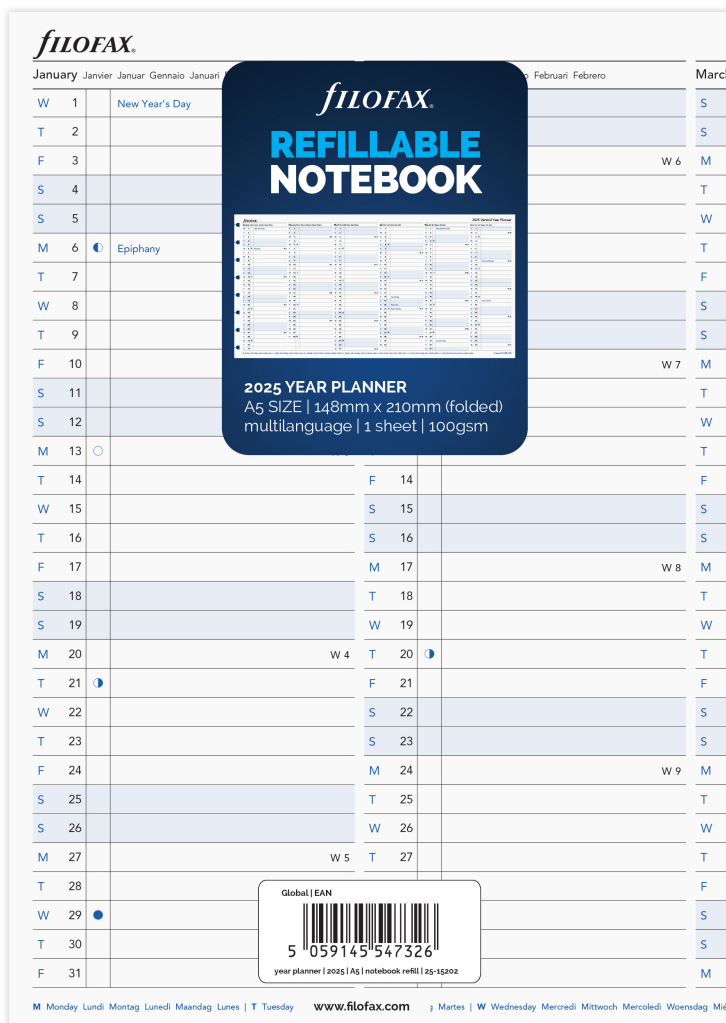 fILOFAX®
January Janvier Januar Gennaio Januari
Februari Febrero
W 1 New Year's Day
T 2
F 3 W 6
S 4
S 5
M 6 Epiphany
T 7
W 8
T 9
F 10 W 7
S 11
S 12
M 13
T 14 F 14
W 15 S 15
T 16 S 16
F 17 M 17 W 8
S 18 T 18
S 19 W 19
M 20 W 4 T 20
T 21 F 21
W 22 S 22
T 23 S 23
F 24 M 24 W 9
S 25 T 25
S 26 W 26
M 27 W 5 T 27
T 28
W 29
T 30
F 31
S
S
M
T
W
T
F
S
S
M
T
W
T
F
S
S
M
T
W
T
F
S
S
M
T
W
T
F
S
S
M
fILOFAX®
REFILLABLE
NOTEBOOK
fILOFAX
2025 Vertical Year Planner
2025 YEAR PLANNER
A5 SIZE | 148mm x 210mm (folded)
multilanguage | 1 sheet | 100gsm
Global | EAN
5 059145 547326
year planner | 2025 | A5 | notebook refill | 25-15202
M Monday Lundi Montag Lunedì Maandag Lunes | T Tuesday
www.filofax.com
Martes | W Wednesday Mercredi Mittwoch Mercoledì Woensdag